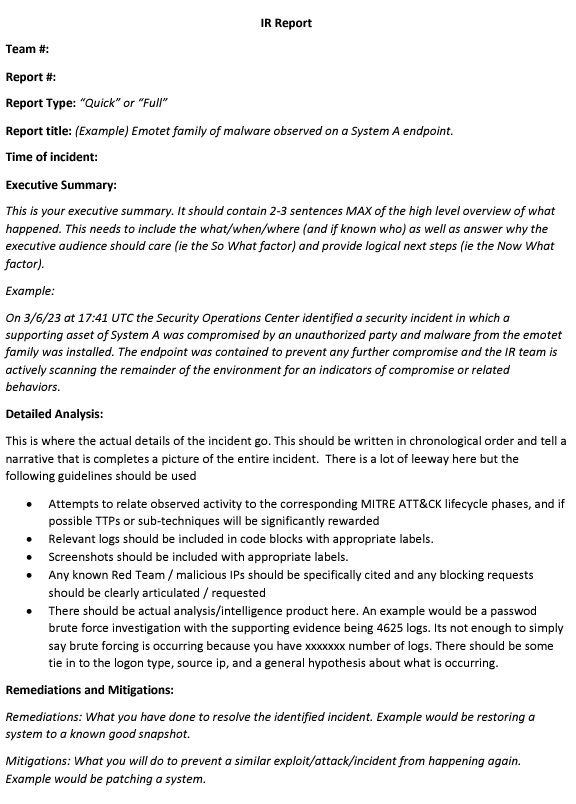 IR Report
Team #:
Report #:
Report Type: “Quick” or “Full”
Report title: (Example) Emotet family of malware observed on a System A endpoint.
Time of incident:
Executive Summary:
This is your executive summary. It should contain 2-3 sentences MAX of the high level overview of what
happened. This needs to include the what/when/where (and if known who) as well as answer why the
executive audience should care (ie the So What factor) and provide logical next steps (ie the Now What
factor).
Example:
On 3/6/23 at 17:41 UTC the Security Operations Center identified a security incident in which a
supporting asset of System A was compromised by an unauthorized party and malware from the emotet
family was installed. The endpoint was contained to prevent any further compromise and the IR team is
actively scanning the remainder of the environment for an indicators of compromise or related
behaviors.
Detailed Analysis:
This is where the actual details of the incident go. This should be written in chronological order and tell a
narrative that is completes a picture of the entire incident.  There is a lot of leeway here but the
following guidelines should be used
• Attempts to relate observed activity to the corresponding MITRE ATT&CK lifecycle phases, and if
possible TTPs or sub-techniques will be significantly rewarded
• Relevant logs should be included in code blocks with appropriate labels.
• Screenshots should be included with appropriate labels.
• Any known Red Team / malicious IPs should be specifically cited and any blocking requests
should be clearly articulated / requested
• There should be actual analysis/intelligence product here. An example would be a passwod
brute force investigation with the supporting evidence being 4625 logs. Its not enough to simply
say brute forcing is occurring because you have xxxxxxx number of logs. There should be some
tie in to the logon type, source ip, and a general hypothesis about what is occurring.
Remediations and Mitigations:
Remediations: What you have done to resolve the identified incident. Example would be restoring a
system to a known good snapshot.
Mitigations: What you will do to prevent a similar exploit/attack/incident from happening again.
Example would be patching a system.